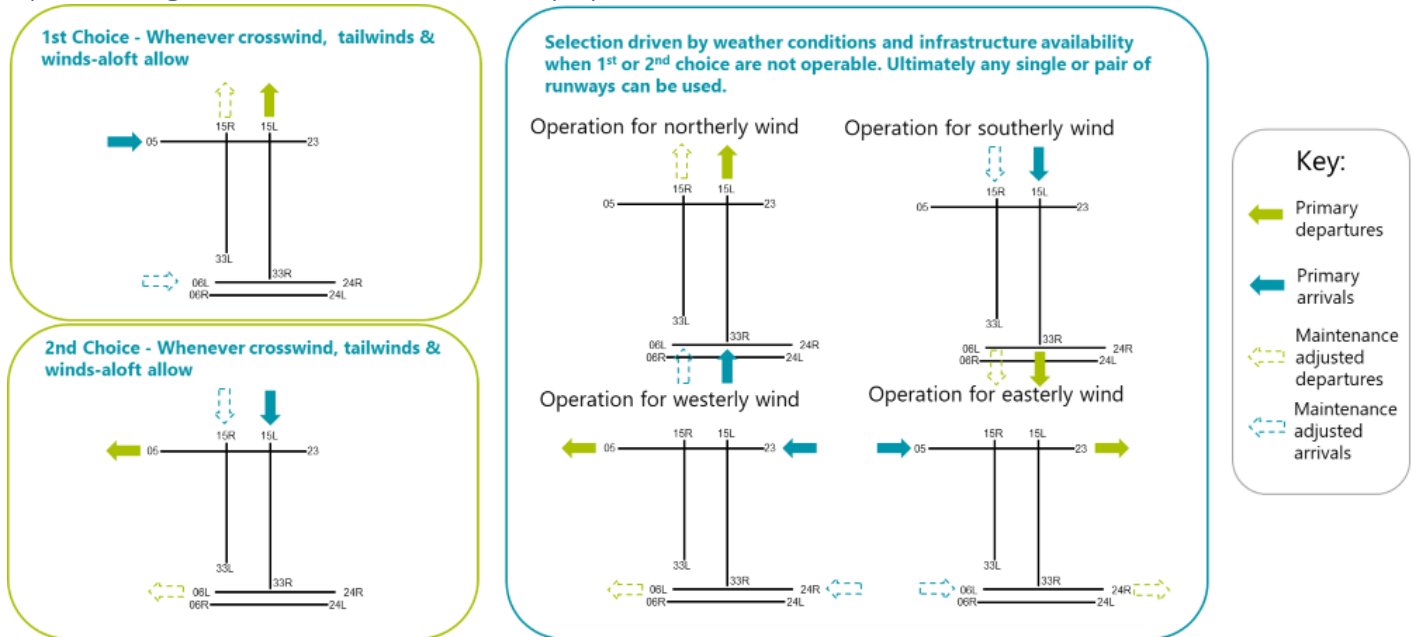 1st Choice - Whenever crosswind, tailwinds &
winds-aloft allow
15R 15L
05 23
33L
33R
06L 24R
06R 24L
2nd Choice - Whenever crosswind, tailwinds &
winds-aloft allow
15R 15L
05 23
33L
33R
06L 24R
06R 24L
Selection driven by weather conditions and infrastructure availability
when 1st or 2nd choice are not operable. Ultimately any single or pair of
runways can be used.
Operation for northerly wind
15R 15L
05 23
33L
33R
06L 24R
06R 24L
Operation for southerly wind
15R 15L
05 23
33L
33R
06L 24R
06R 24L
Operation for westerly wind
15R 15L
05 23
33L
33R
06L 24R
06R 24L
Operation for easterly wind
15R 15L
05 23
33L
33R
06L 24R
06R 24L
Key:
Primary
departures
Primary
arrivals
Maintenance
adjusted
departures
Maintenance
adjusted
arrivals